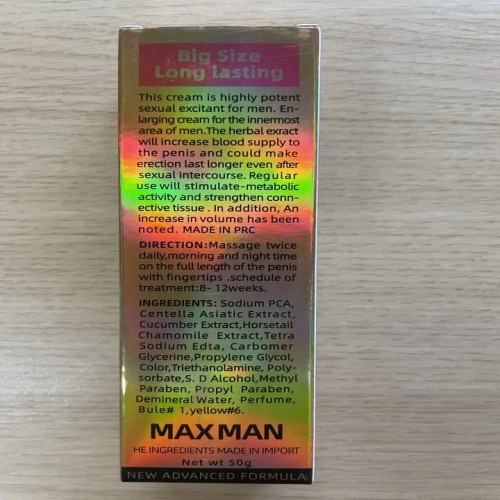 Big Size
Long lasting
This cream is highly potent
sexual excitant for men. En-
larging cream for the innermost
area of men.The herbal exract
will increase blood supply to
the penis and could make
erection last longer even after
sexual intercourse. Regular
use will stimulate-metabolic
activity and strengthen conn-
ective tissue . In addition, An
increase in volume has been
noted. MADE IN PRC
DIRECTION:Massage twice
daily,morning and night time
on the full length of the penis
with fingertips .schedule of
treatment:8- 12weeks.
INGREDIENTS: Sodium PCA,
Centella Asiatic Extract,
Cucumber Extract,Horsetail
Chamomile Extract,Tetra
Sodium Edta, Carbomer
Glycerine,Propylene Glycol,
Color,Triethanolamine, Poly-
sorbate,S. D Alcohol,Methyl
Paraben, Propyl Paraben,
Demineral Water, Perfume,
Bule# 1,yellow#6.
MAXMAN
HE INGREDIENTS MADE IN IMPORT
Net wt 50g
NEW ADVANCED FORMULA